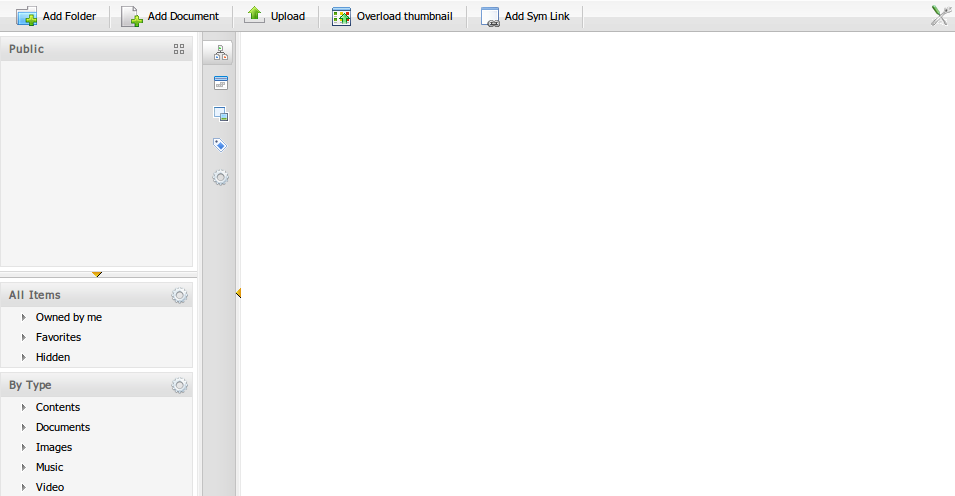 Add Folder Add Document Upload Overload thumbnail Add Sym Link
Public
All Items
Owned by me
Favorites
Hidden
By Type
Contents
Documents
Images
Music
Video